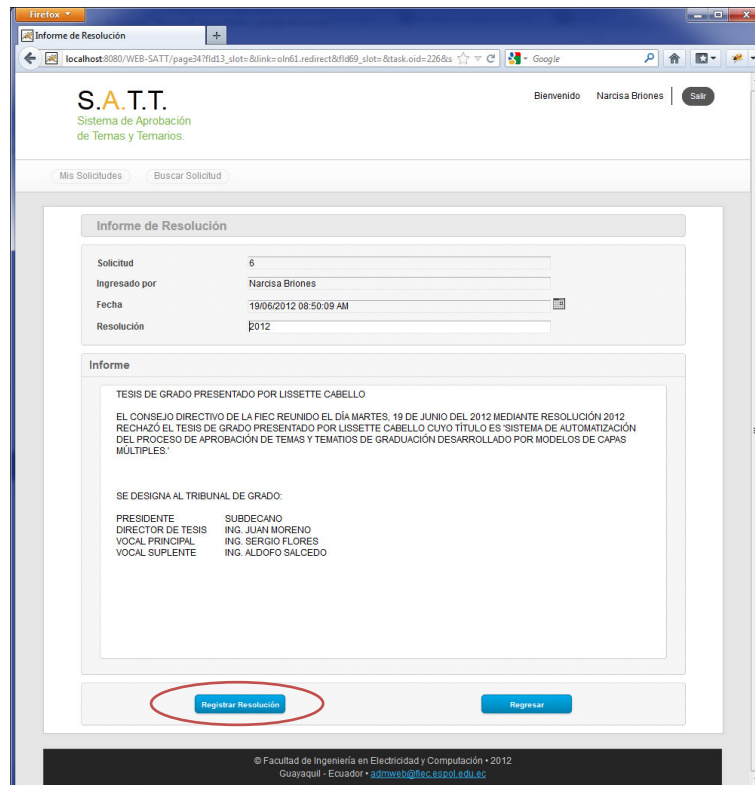 Firefox
Informe de Resolución
localhost:8080/WEB-SATT/page34?fld13_slot=&link=oln61.redirect&fld69_slot=&task.oid=226&s
Google
S.A.T.T.
Sistema de Aprobación
de Temas y Temarios.
Bienvenido Narcisa Briones Salir
Mis Solicitudes Buscar Solicitud
Informe de Resolución
Solicitud 6
Ingresado por Narcisa Briones
Fecha 19/06/2012 08:50:09 AM
Resolución 2012
Informe
TESIS DE GRADO PRESENTADO POR LISSETTE CABELLO
EL CONSEJO DIRECTIVO DE LA FIEC REUNIDO EL DÍA MARTES, 19 DE JUNIO DEL 2012 MEDIANTE RESOLUCIÓN 2012
RECHAZÓ EL TESIS DE GRADO PRESENTADO POR LISSETTE CABELLO CUYO TÍTULO ES 'SISTEMA DE AUTOMATIZACIÓN
DEL PROCESO DE APROBACIÓN DE TEMAS Y TEMATIOS DE GRADUACIÓN DESARROLLADO POR MODELOS DE CAPAS
MÚLTIPLES.'
SE DESIGNA AL TRIBUNAL DE GRADO:
PRESIDENTE SUBDECANO
DIRECTOR DE TESIS ING. JUAN MORENO
VOCAL PRINCIPAL ING. SERGIO FLORES
VOCAL SUPLENTE ING. ALDOFO SALCEDO
Registrar Resolución Regresar
© Facultad de Ingeniería en Electricidad y Computación • 2012
Guayaquil - Ecuador • admweb@fiec.espol.edu.ec